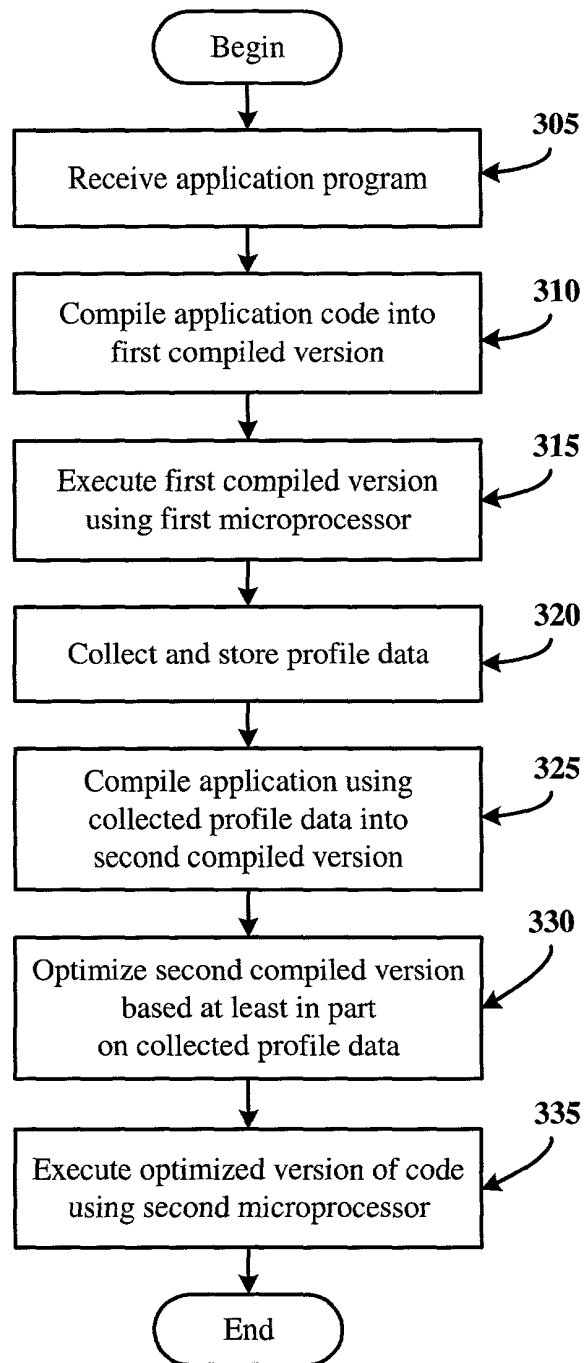 Begin
305
Receive application program
310
Compile application code into
first compiled version
315
Execute first compiled version
using first microprocessor
320
Collect and store profile data
325
Compile application using
collected profile data into
second compiled version
330
Optimize second compiled version
based at least in part
on collected profile data
335
Execute optimized version of code
using second microprocessor
End